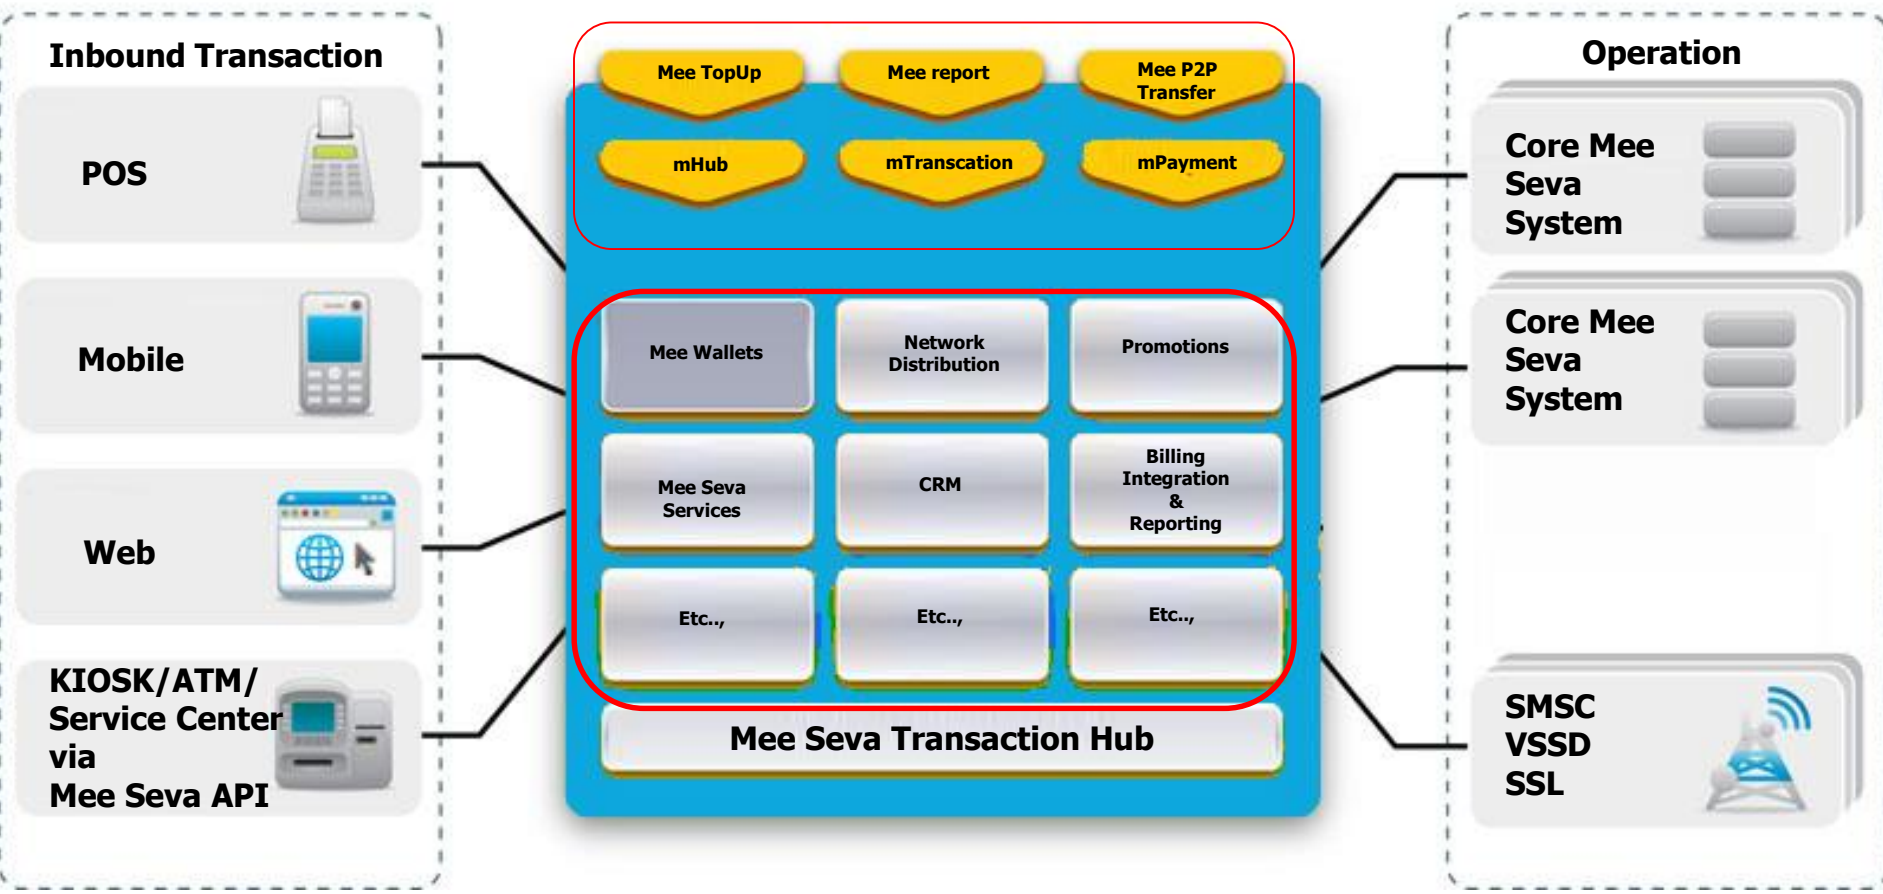 Inbound Transaction
POS
Mobile
Web
KIOSK/ATM/
Service Center
via
Mee Seva API
Mee TopUp
Mee report
Mee P2P
Transfer
mHub
mTranscation
mPayment
Mee Wallets
Network
Distribution
Promotions
Mee Seva
Services
CRM
Billing
Integration
&
Reporting
Etc..,
Etc..,
Etc..,
Mee Seva Transaction Hub
Operation
Core Mee
Seva
System
Core Mee
Seva
System
SMSC
VSSD
SSL